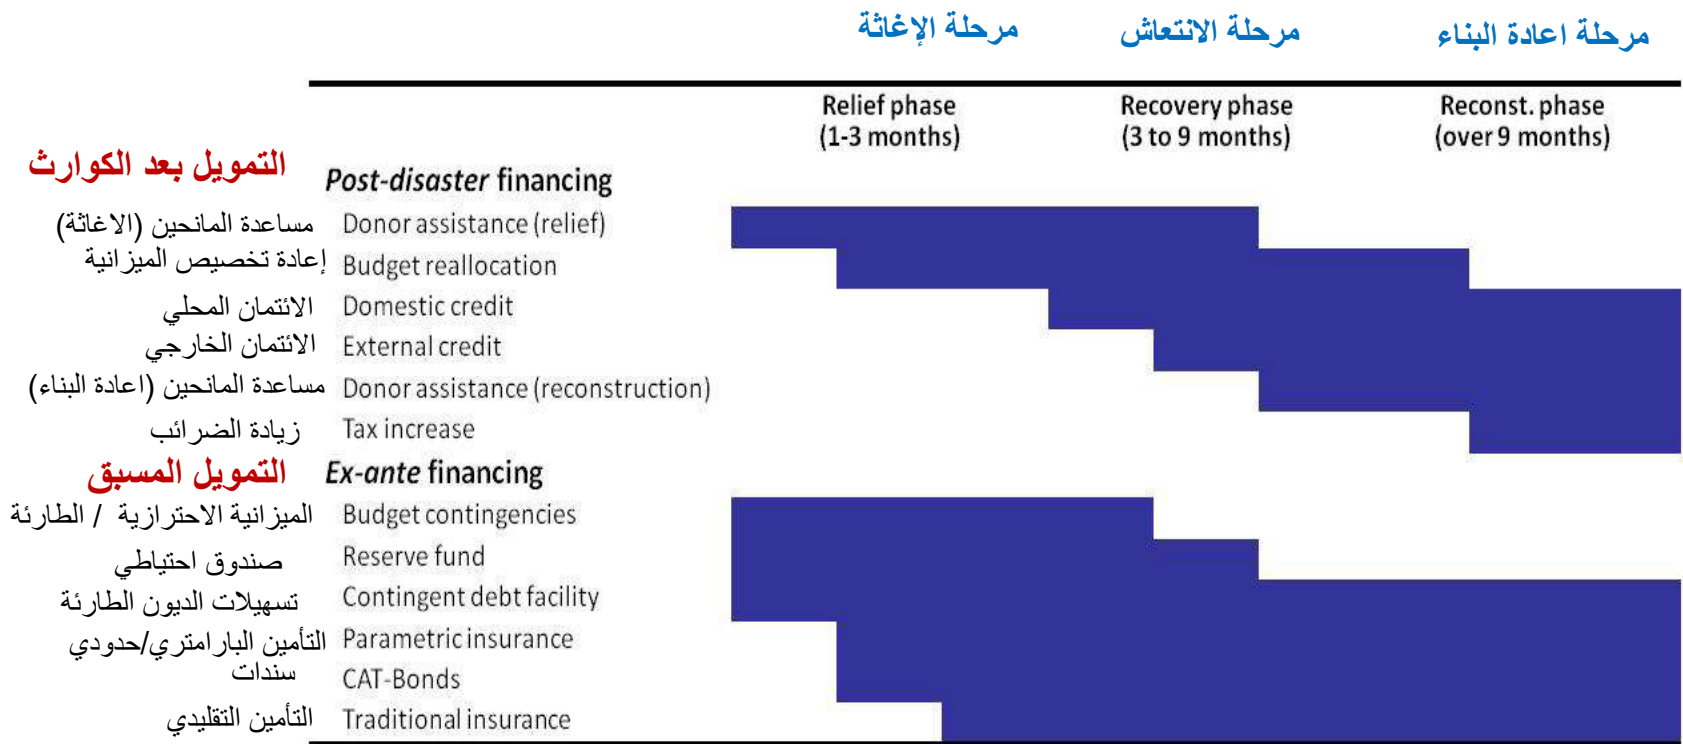 مرحلة الإغاثة
مرحلة الانتعاش
مرحلة اعادة البناء
Relief phase
(1-3 months)
Recovery phase
(3 to 9 months)
Reconst. phase
(over 9 months)
التمويل بعد الكوارث
Post-disaster financing
مساعدة المانحين (الاغاثة)
Donor assistance (relief)
إعادة تخصيص الميزانية
Budget reallocation
الائتمان المحلي
Domestic credit
الائتمان الخارجي
External credit
مساعدة المانحين (اعادة البناء)
Donor assistance (reconstruction)
زيادة الضرائب
Tax increase
التمويل المسبق
Ex-ante financing
الميزانية الاحترازية / الطارئة
Budget contingencies
صندوق احتياطي
Reserve fund
تسهيلات الديون الطارئة
Contingent debt facility
التأمين البارامتري/حدودي
Parametric insurance
سندات
CAT-Bonds
التأمين التقليدي
Traditional insurance